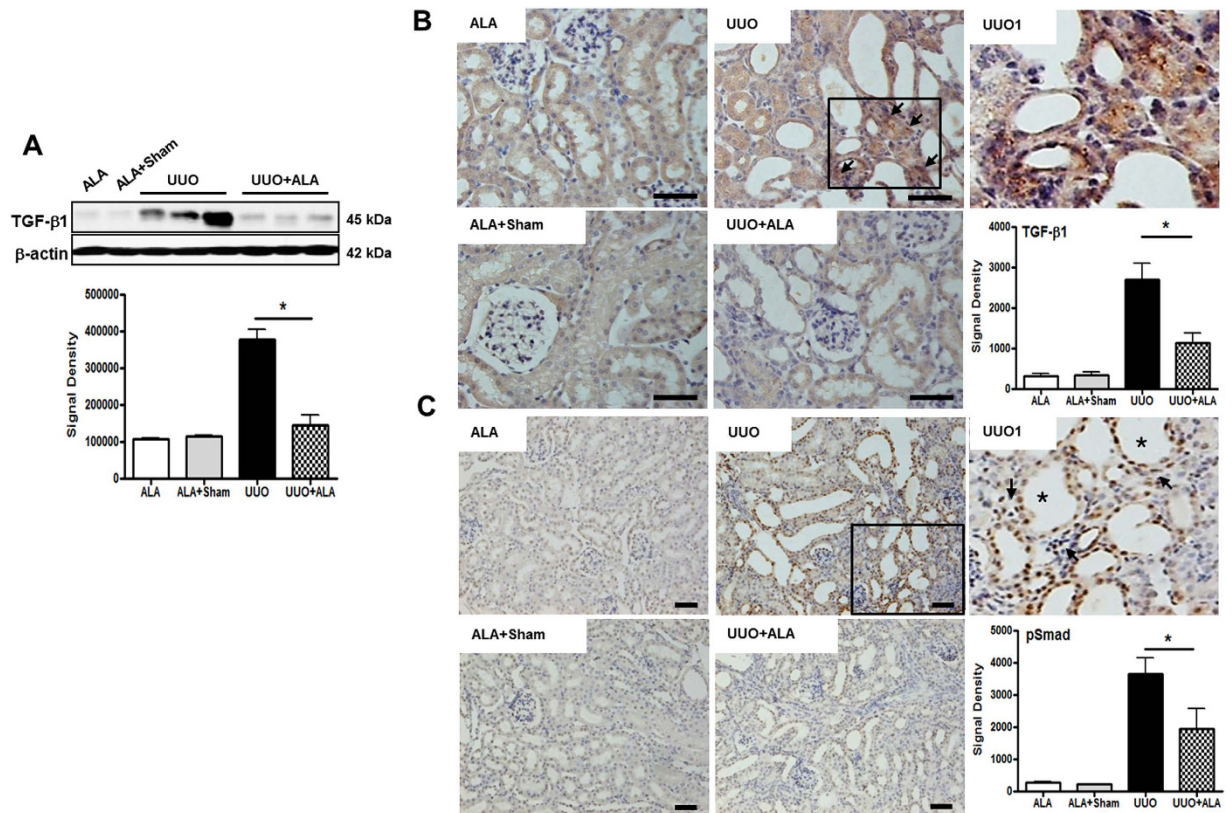 A
ALA
ALA+Sham
UUO
UUO+ALA
TGF-β1
45 kDa
β-actin
42 kDa
500000
400000
300000
200000
100000
0
Signal Density
*
ALA
ALA+Sham
UUO
UUO+ALA
B
ALA
UUO
UUO1
ALA+Sham
UUO+ALA
TGF-β1
4000
3000
2000
1000
0
Signal Density
*
ALA
ALA+Sham
UUO
UUO+ALA
C
ALA
UUO
UUO1
*
*
ALA+Sham
UUO+ALA
pSmad
5000
4000
3000
2000
1000
0
Signal Density
*
ALA
ALA+Sham
UUO
UUO+ALA